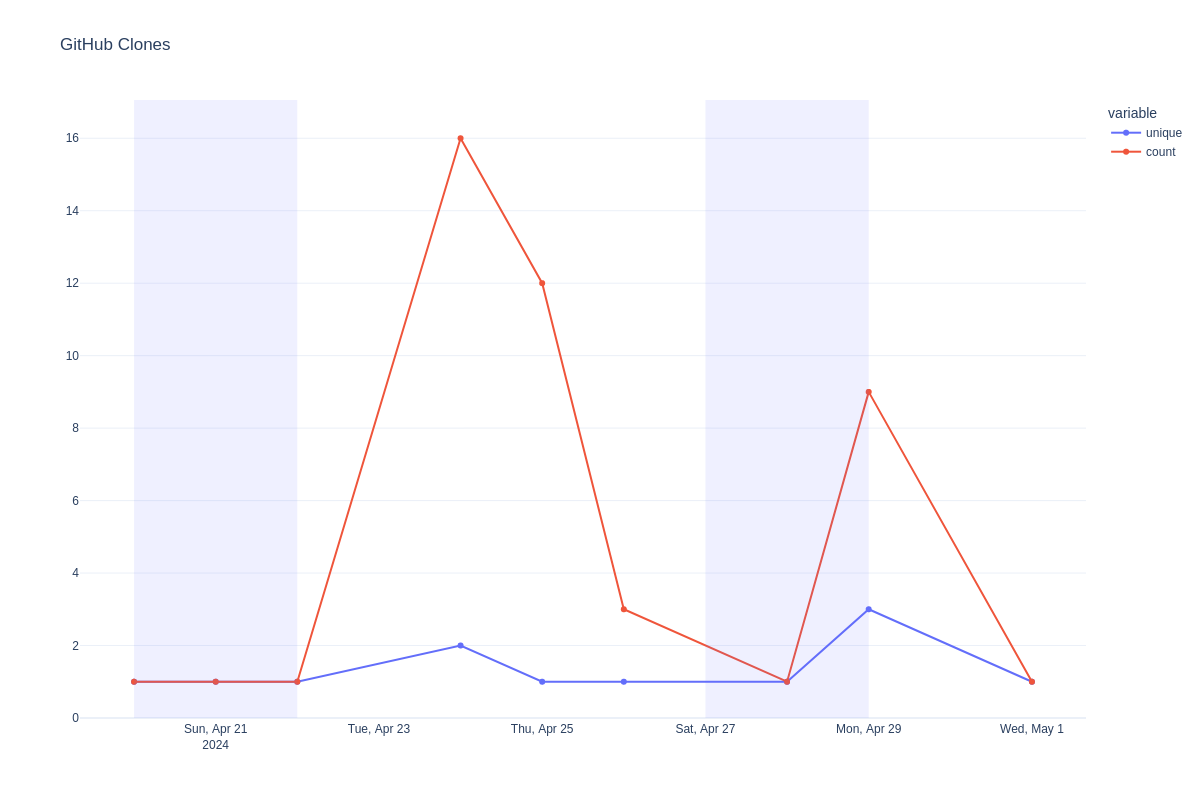 GitHub Clones
variable
unique
count
16
14
12
10
8
6
4
2
0
Sun, Apr 21
2024
Tue, Apr 23
Thu, Apr 25
Sat, Apr 27
Mon, Apr 29
Wed, May 1